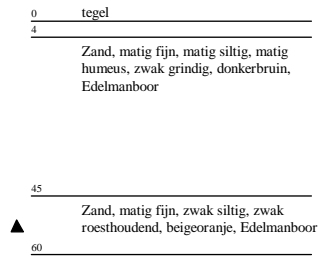 0 tegel
4
Zand, matig fijn, matig siltig, matig
humeus, zwak grindig, donkerbruin,
Edelmanboor
45
Zand, matig fijn, zwak siltig, zwak
roesthoudend, beigeoranje, Edelmanboor
60